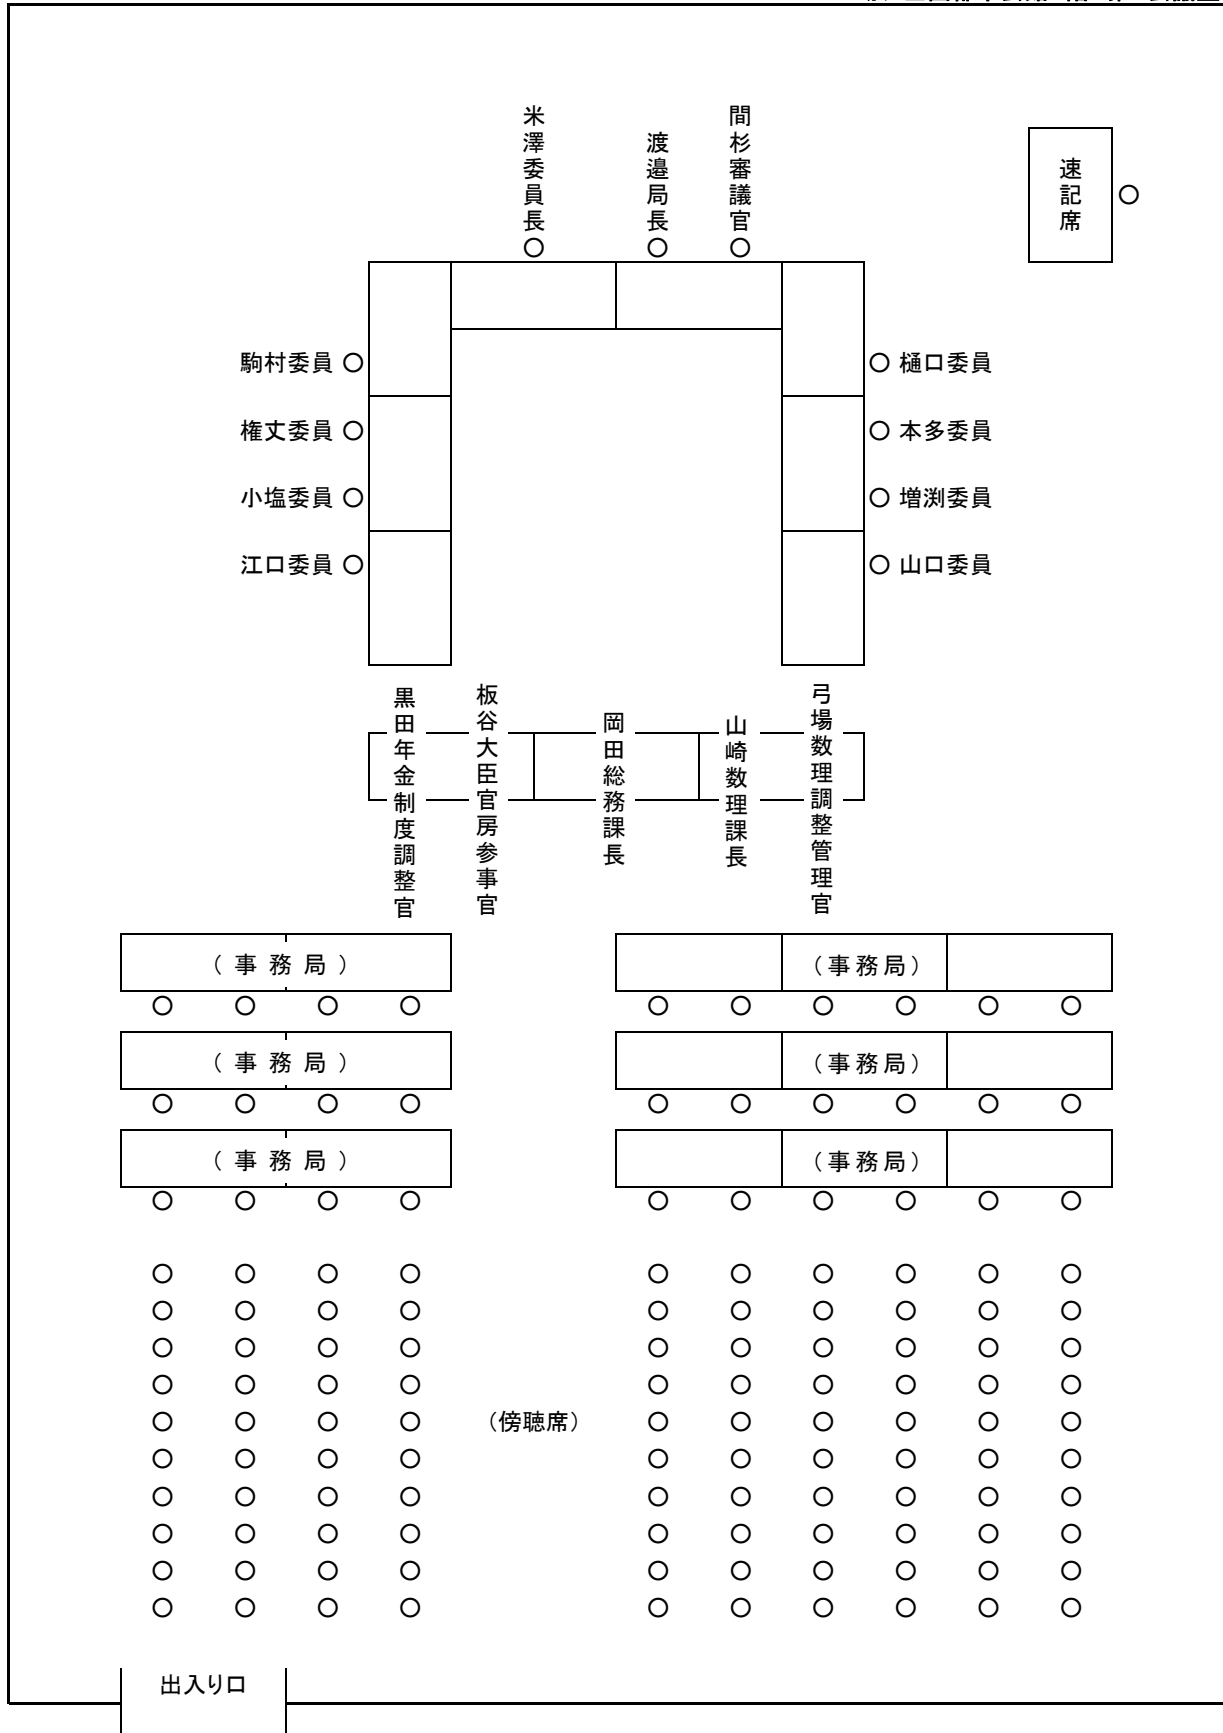 米澤委員長
渡邉局長
間杉審議官
速記席
駒村委員
樋口委員
権丈委員
本多委員
小塩委員
増渕委員
江口委員
山口委員
黒田年金制度調整官
板谷大臣官房参事官
岡田総務課長
山崎数理課長
弓場数理調整管理官
（事務局）
（事務局）
（事務局）
（事務局）
（事務局）
（事務局）
（傍聴席）
出入り口